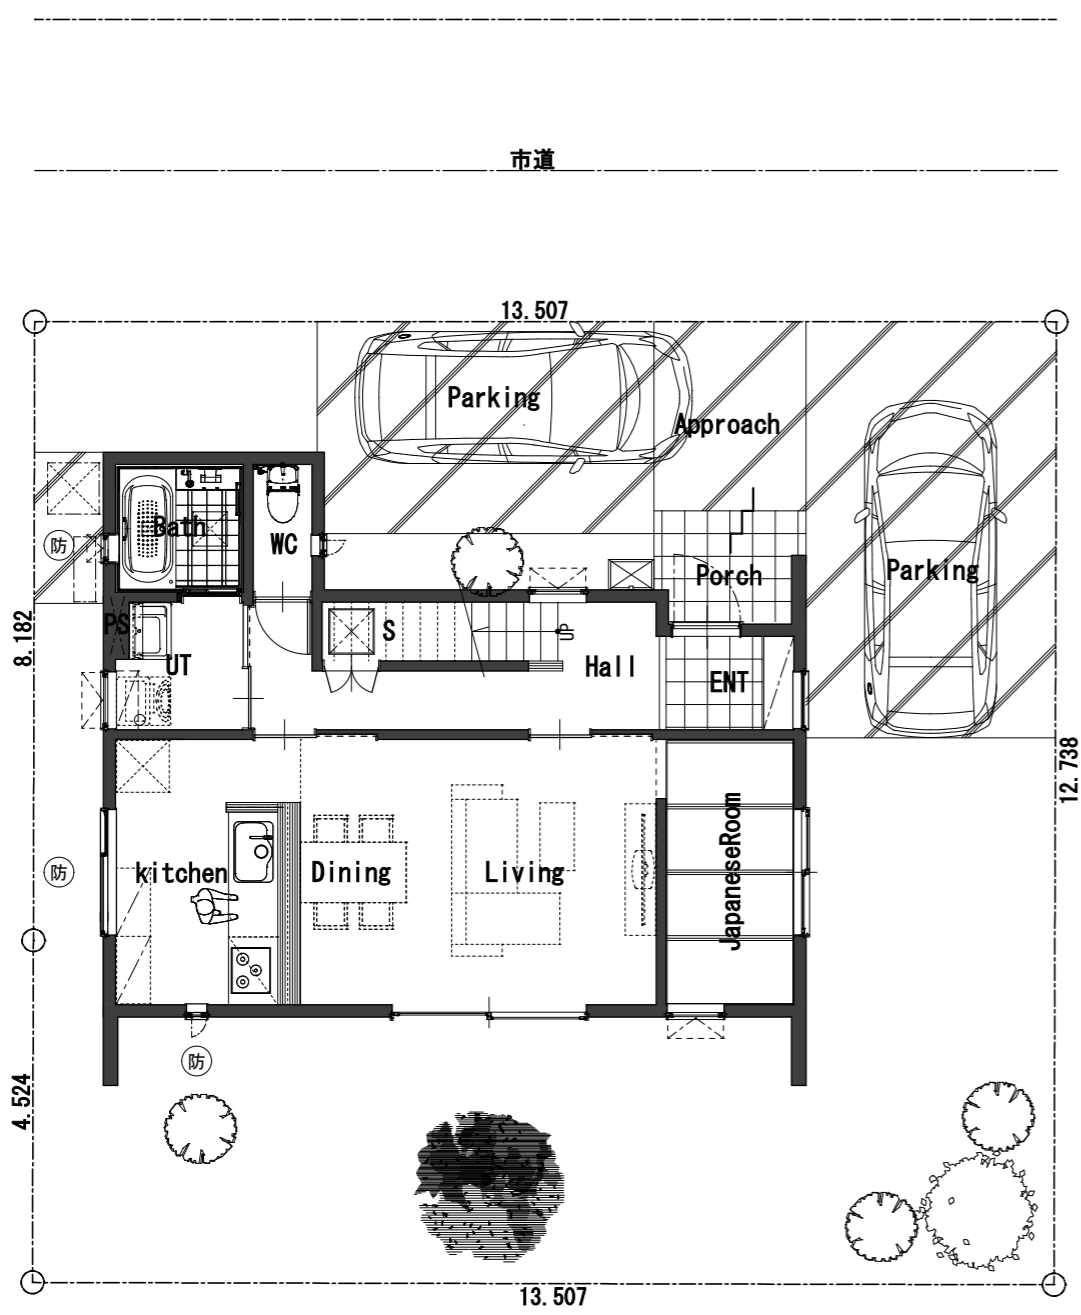 市道
13.507
Parking
Approach
Bath
WC
防
Porch
Parking
PS
S
UP
8.182
UT
Hall
ENT
12.738
JapaneseRoom
防
kitchen
Dining
Living
防
4.524
13.507